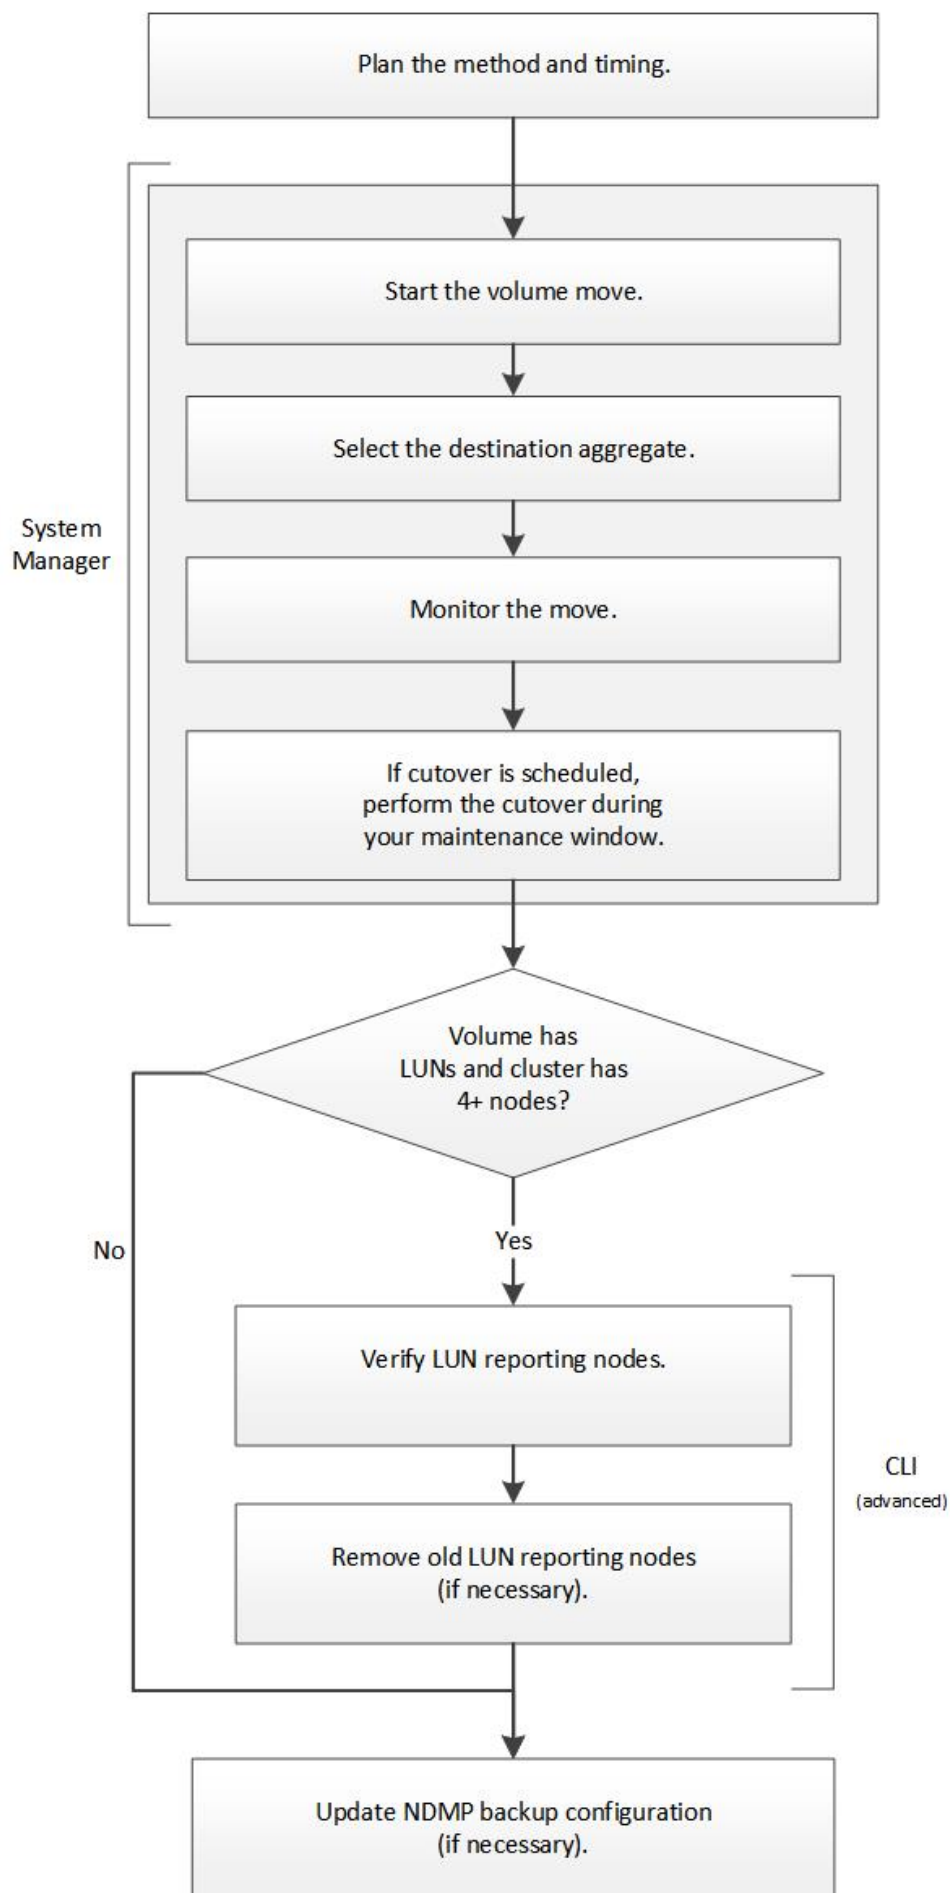 Plan the method and timing.
Start the volume move.
Select the destination aggregate.
System
Manager
Monitor the move.
If cutover is scheduled,
perform the cutover during
your maintenance window.
Volume has
LUNs and cluster has
4+ nodes?
No
Yes
Verify LUN reporting nodes.
CLI
(advanced)
Remove old LUN reporting nodes
(if necessary).
Update NDMP backup configuration
(if necessary).